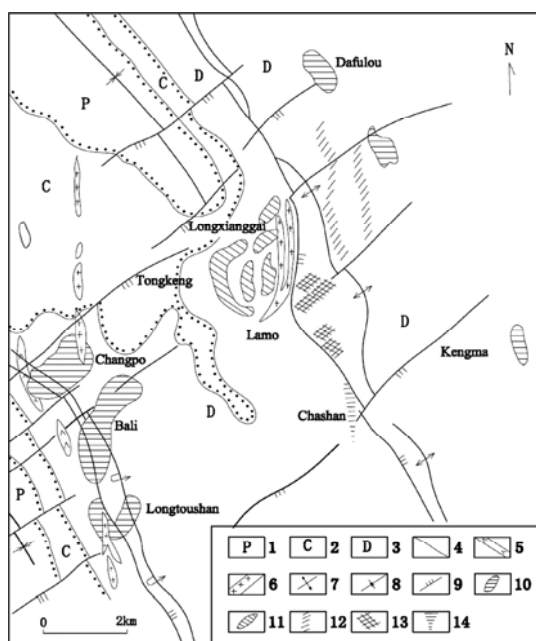 Dafulou
N
P
C
D
D
C
Longxianggai
Tongkeng
Lamo
D
Kengma
Changpo
D
Chashan
Bali
P
Longtoushan
C
0 2km
P 1 C 2 D 3 4 5
6 7 8 9 10
11 12 13 14